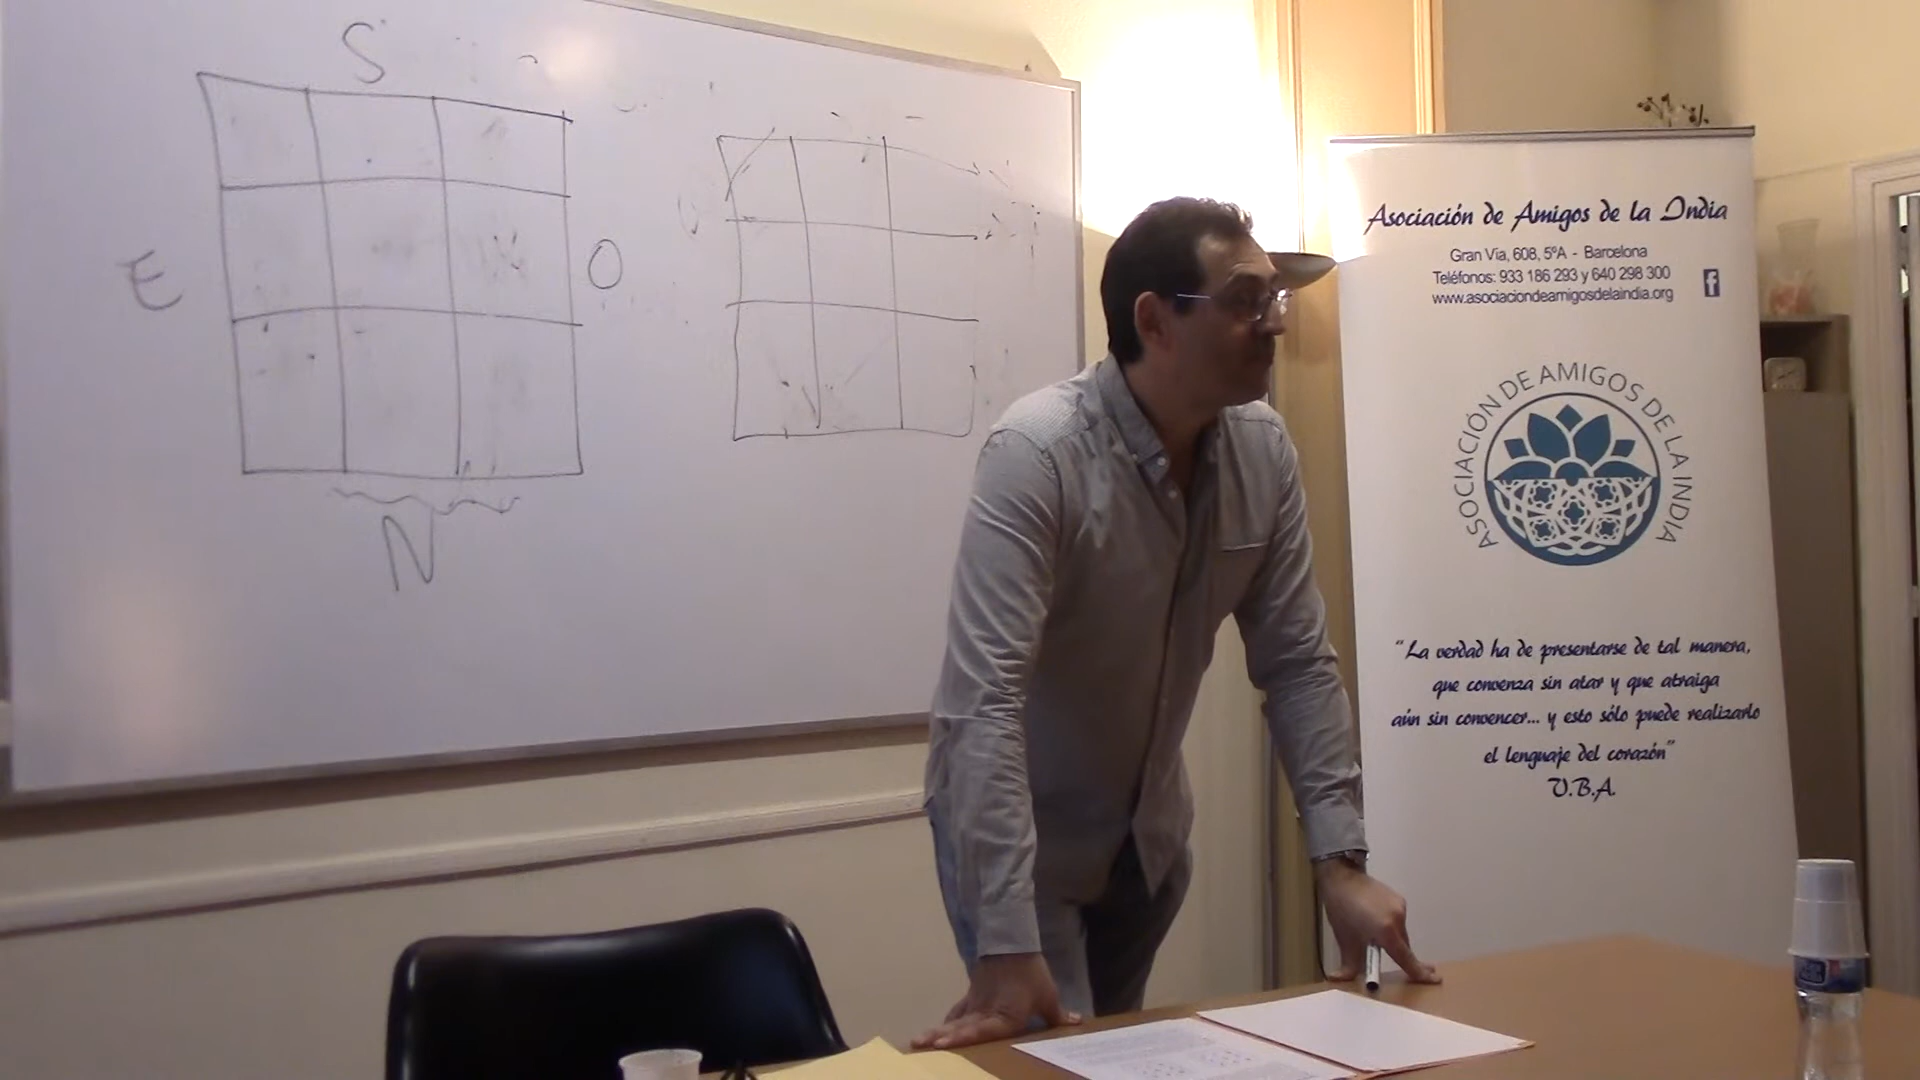 S
E
O
N
Asociación de Amigos de la India
Gran Vía, 608, 5ºA - Barcelona
Teléfonos: 933 186 293 y 640 298 300
www.asociaciondeamigosdelaindia.org
f
ASOCIACIÓN DE AMIGOS DE LA INDIA
"La verdad ha de presentarse de tal manera,
que convenza sin atar y que atraiga
aún sin convencer... y esto sólo puede realizarlo
el lenguaje del corazón"
V.B.A.